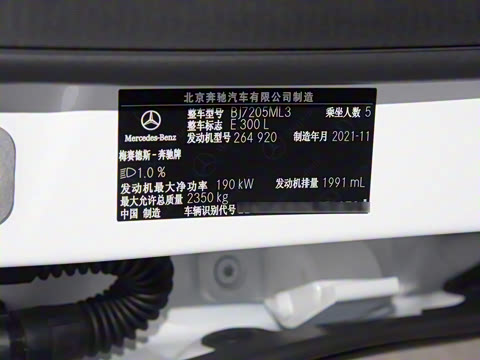 北京奔驰汽车有限公司制造
整车型号 BJ7205ML3 乘坐人数 5
整车标志 E 300 L
发动机型号 264 920 制造年月 2021-11
Mercedes-Benz
梅赛德斯-奔驰牌
1.0 %
发动机最大净功率 190 kW 发动机排量 1991 mL
最大允许总质量 2350 kg
中国 制造 车辆识别代号